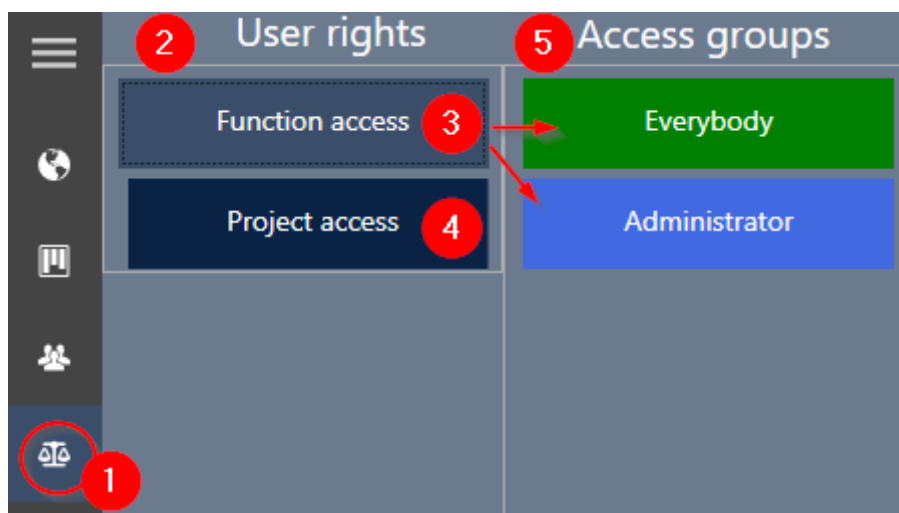 2 User rights
5 Access groups
Function access 3
Everybody
Project access 4
Administrator
1